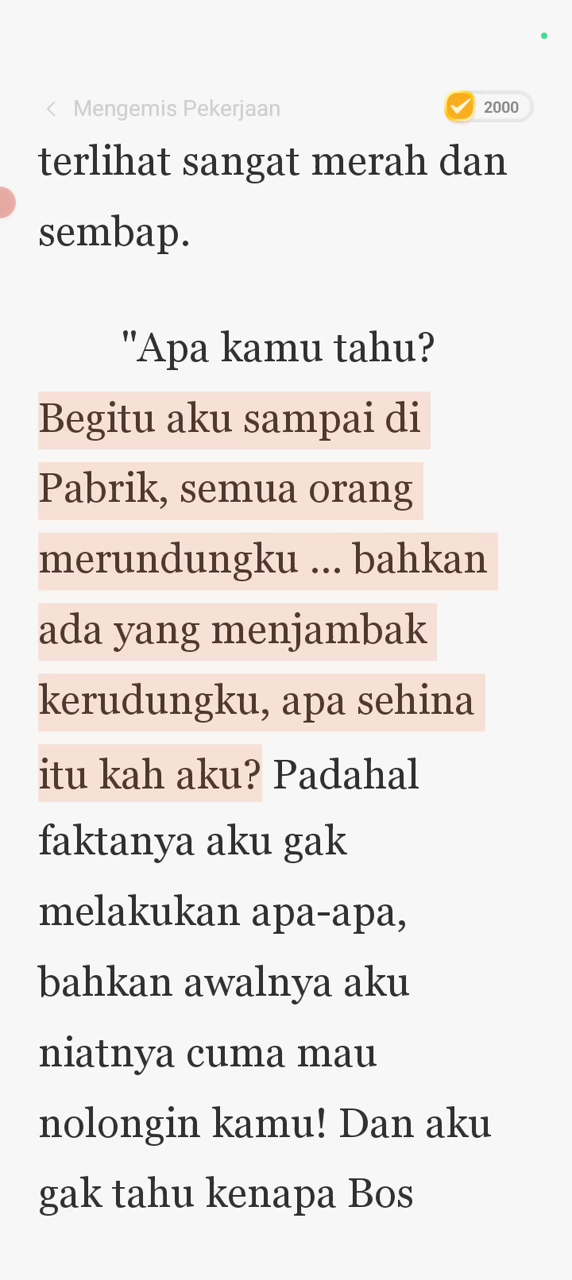 Mengemis Pekerjaan
2000
terlihat sangat merah dan
sembap.
"Apa kamu tahu?
Begitu aku sampai di
Pabrik, semua orang
merundungku ... bahkan
ada yang menjambak
kerudungku, apa sehina
itu kah aku? Padahal
faktanya aku gak
melakukan apa-apa,
bahkan awalnya aku
niatnya cuma mau
nolongin kamu! Dan aku
gak tahu kenapa Bos